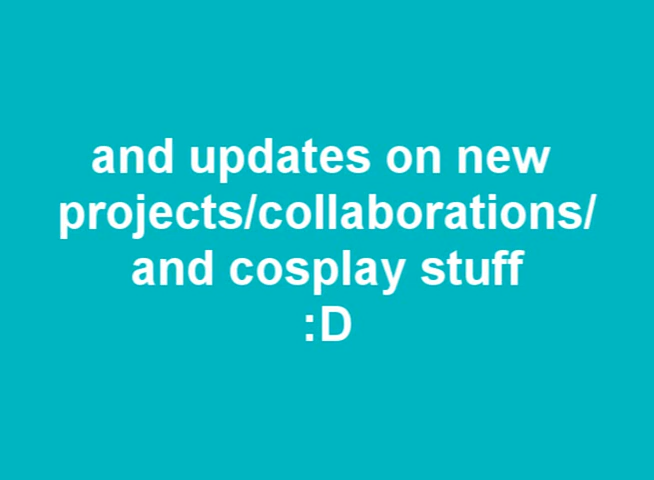 and updates on new
projects/collaborations/
and cosplay stuff
:D